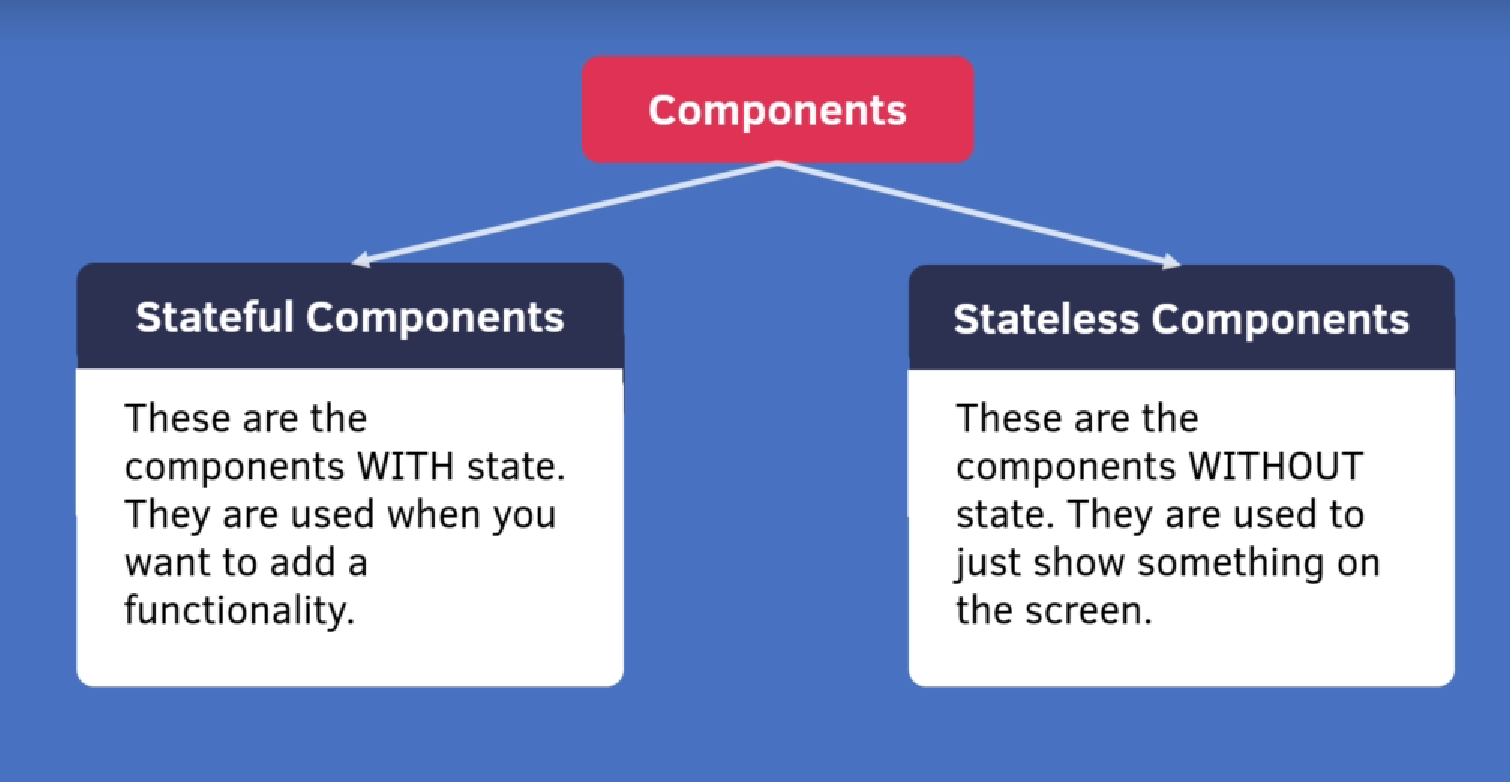 Components
Stateful Components
These are the
components WITH state.
They are used when you
want to add a
functionality.
Stateless Components
These are the
components WITHOUT
state. They are used to
just show something on
the screen.